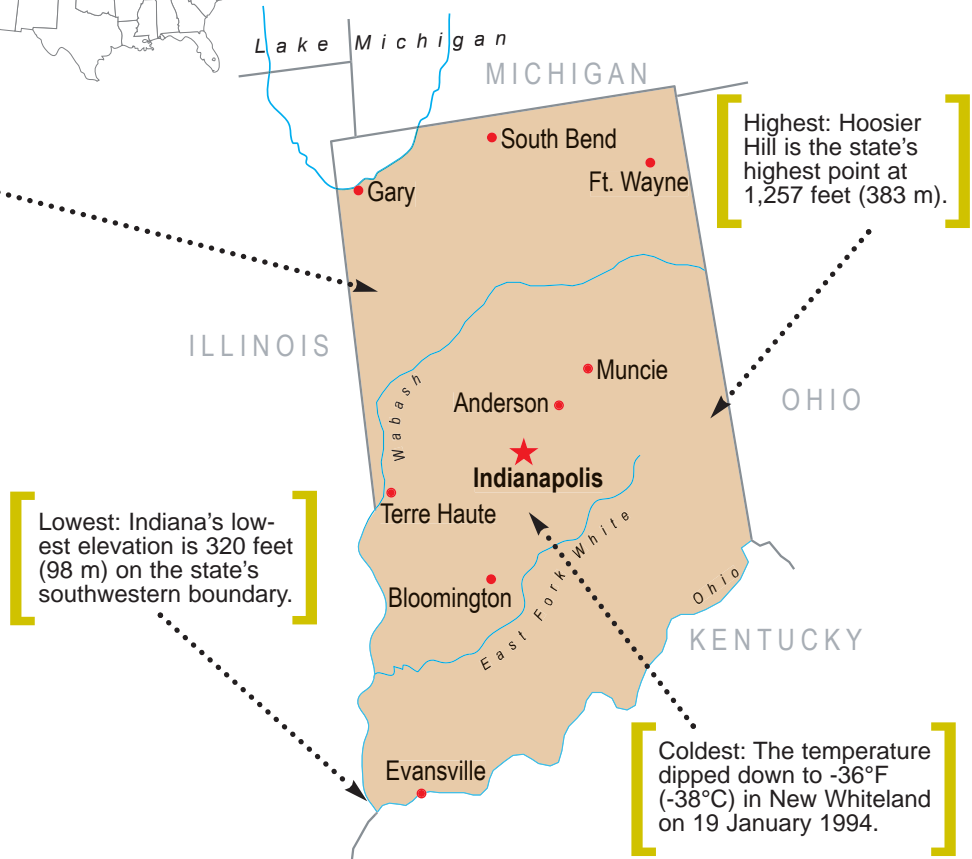 Lake Michigan
MICHIGAN
South Bend
Ft. Wayne
Gary
Highest: Hoosier
Hill is the state's
highest point at
1,257 feet (383 m).
ILLINOIS
Wabash
Muncie
Anderson
OHIO
Indianapolis
Terre Haute
Lowest: Indiana's low-
est elevation is 320 feet
(98 m) on the state's
southwestern boundary.
Bloomington
East Fork White
Ohio
KENTUCKY
Evansville
Coldest: The temperature
dipped down to -36°F
(-38°C) in New Whiteland
on 19 January 1994.